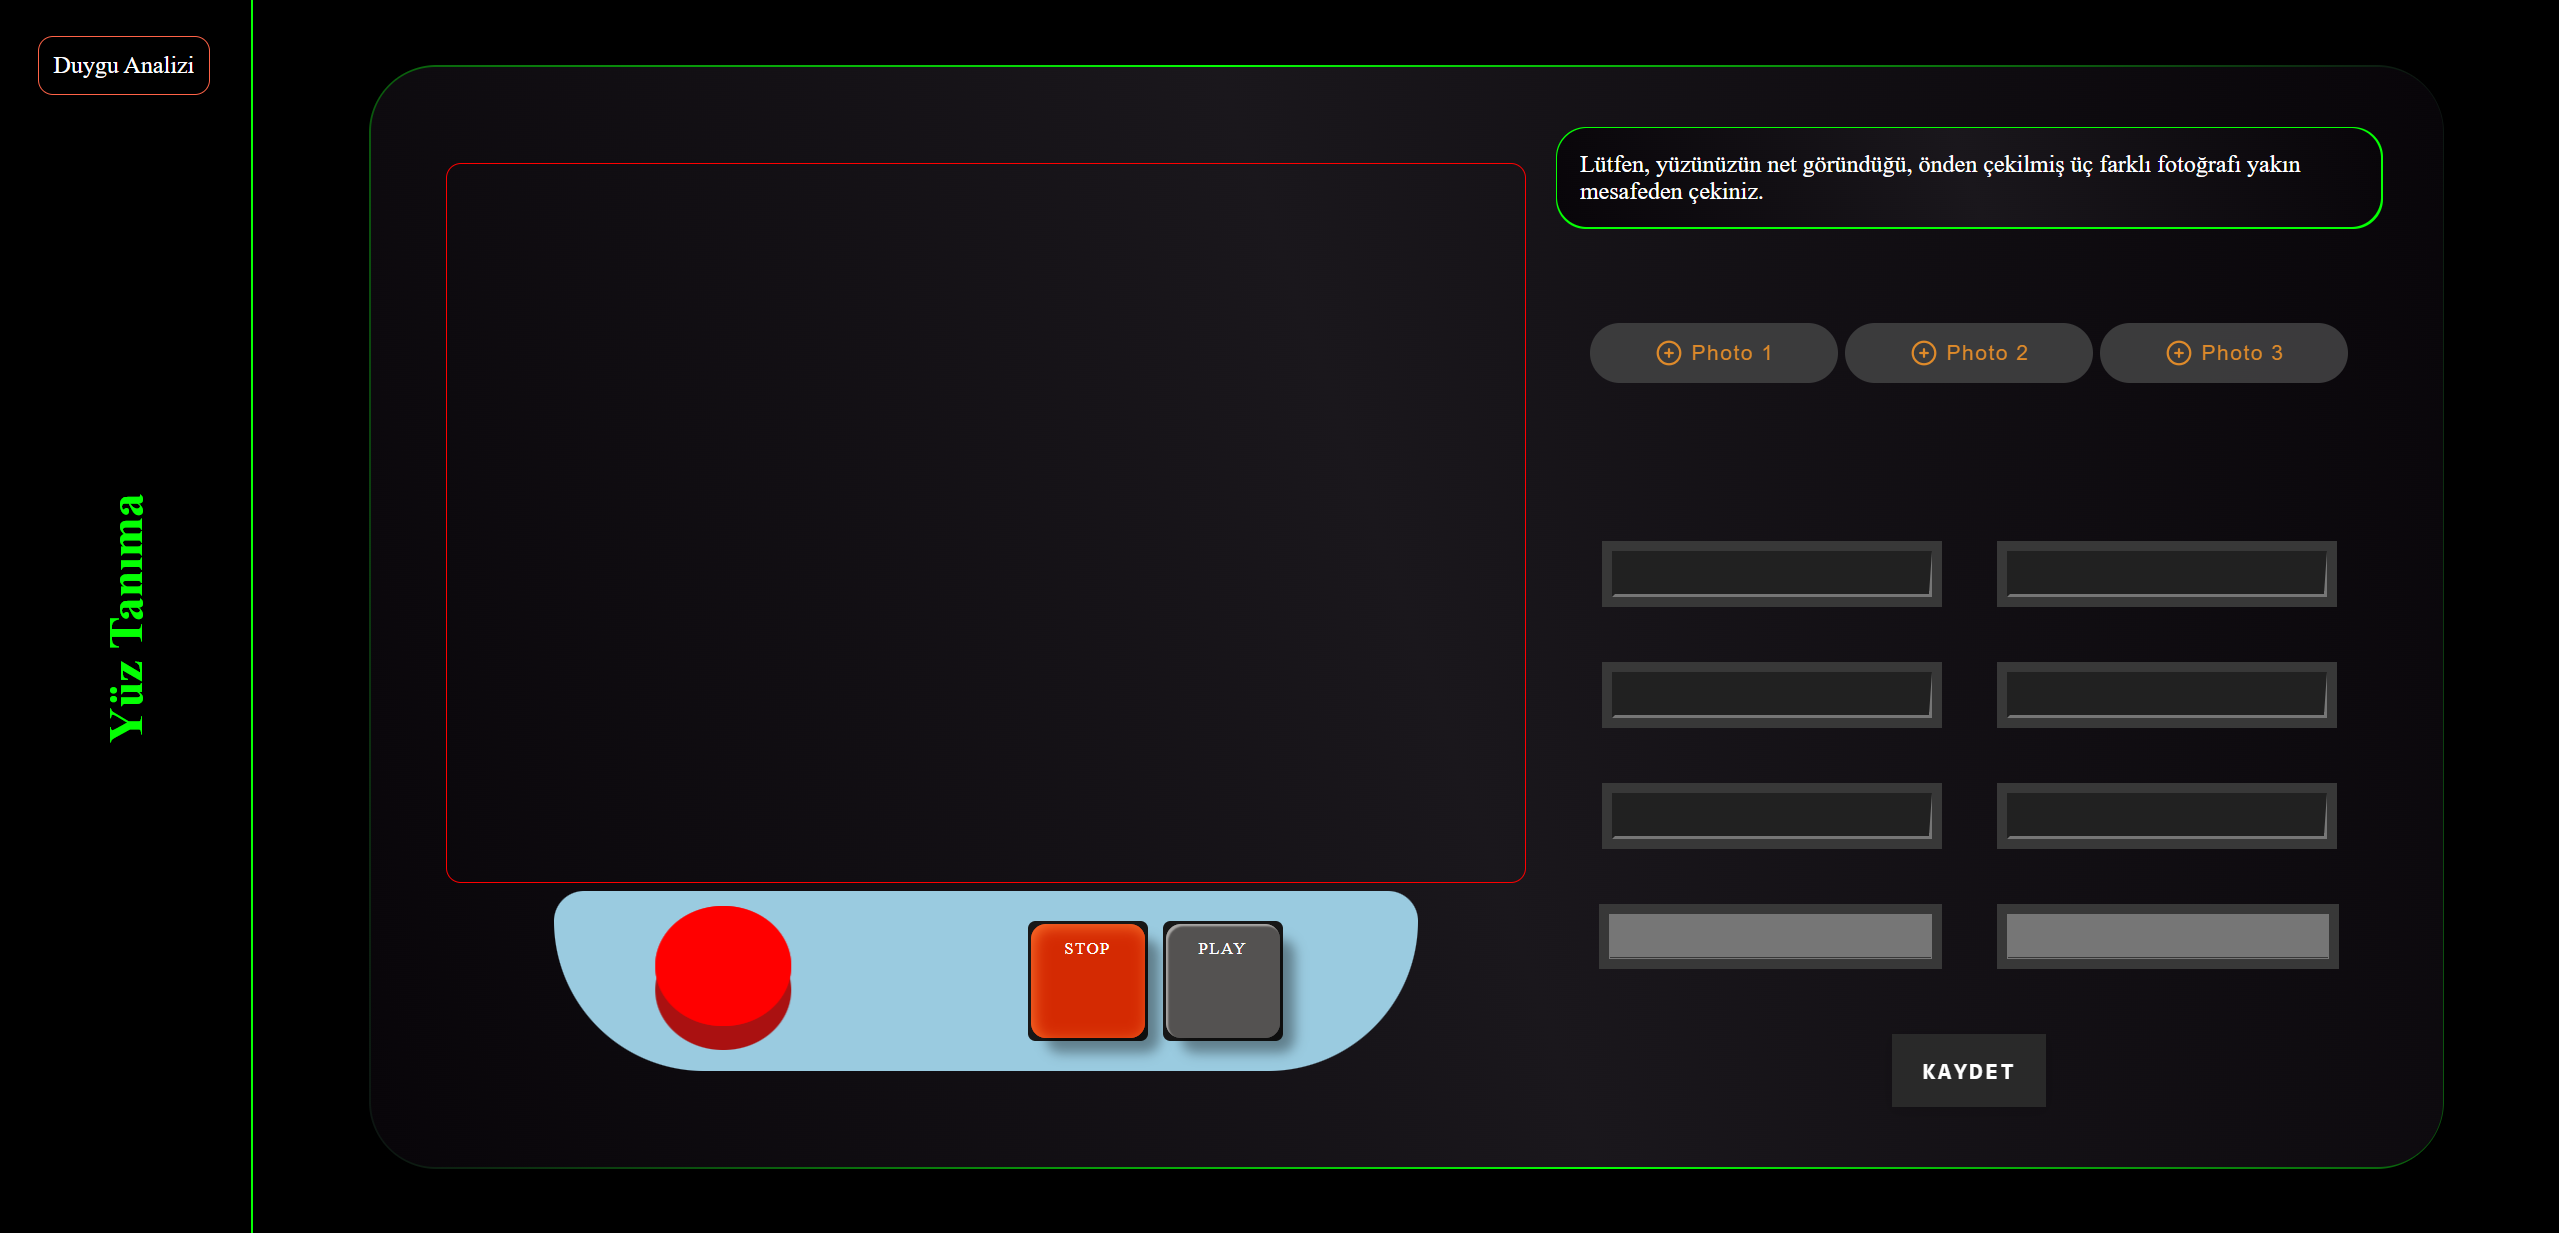 Duygu Analizi
Yüz Tanıma
Lütfen, yüzünüzün net göründüğü, önden çekilmiş üç farklı fotoğrafı yakın
mesafeden çekiniz.
Photo 1
Photo 2
Photo 3
STOP
PLAY
KAYDET